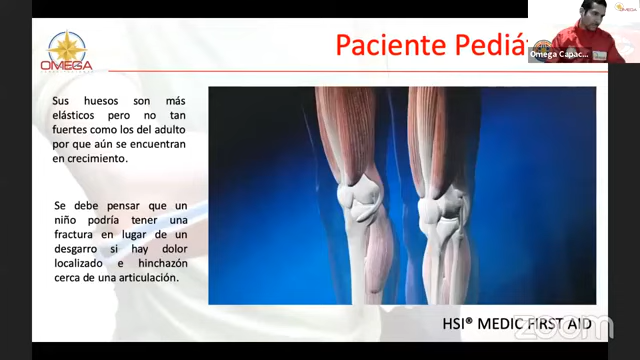 OMEGA
Paciente Pediá
Omega Capac...
OMEGA
Sus huesos son más
elásticos pero no tan
fuertes como los del adulto
por que aún se encuentran
en crecimiento.
Se debe pensar que un
niño podría tener una
fractura en lugar de un
desgarro si hay dolor
localizado e hinchazón
cerca de una articulación.
HSI® MEDIC FIRST AID
zoom